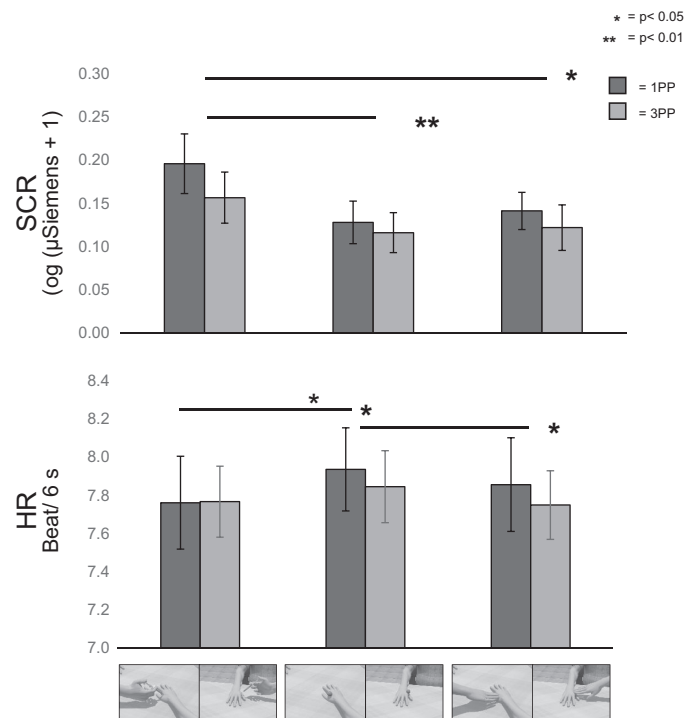 * = p< 0.05
** = p< 0.01
= 1PP
= 3PP
SCR
(og (µSiemens + 1)
0.30
0.25
0.20
0.15
0.10
0.05
0.00
*
**
HR
Beat/ 6 s
8.4
8.2
8.0
7.8
7.6
7.4
7.2
7.0
*
*
*